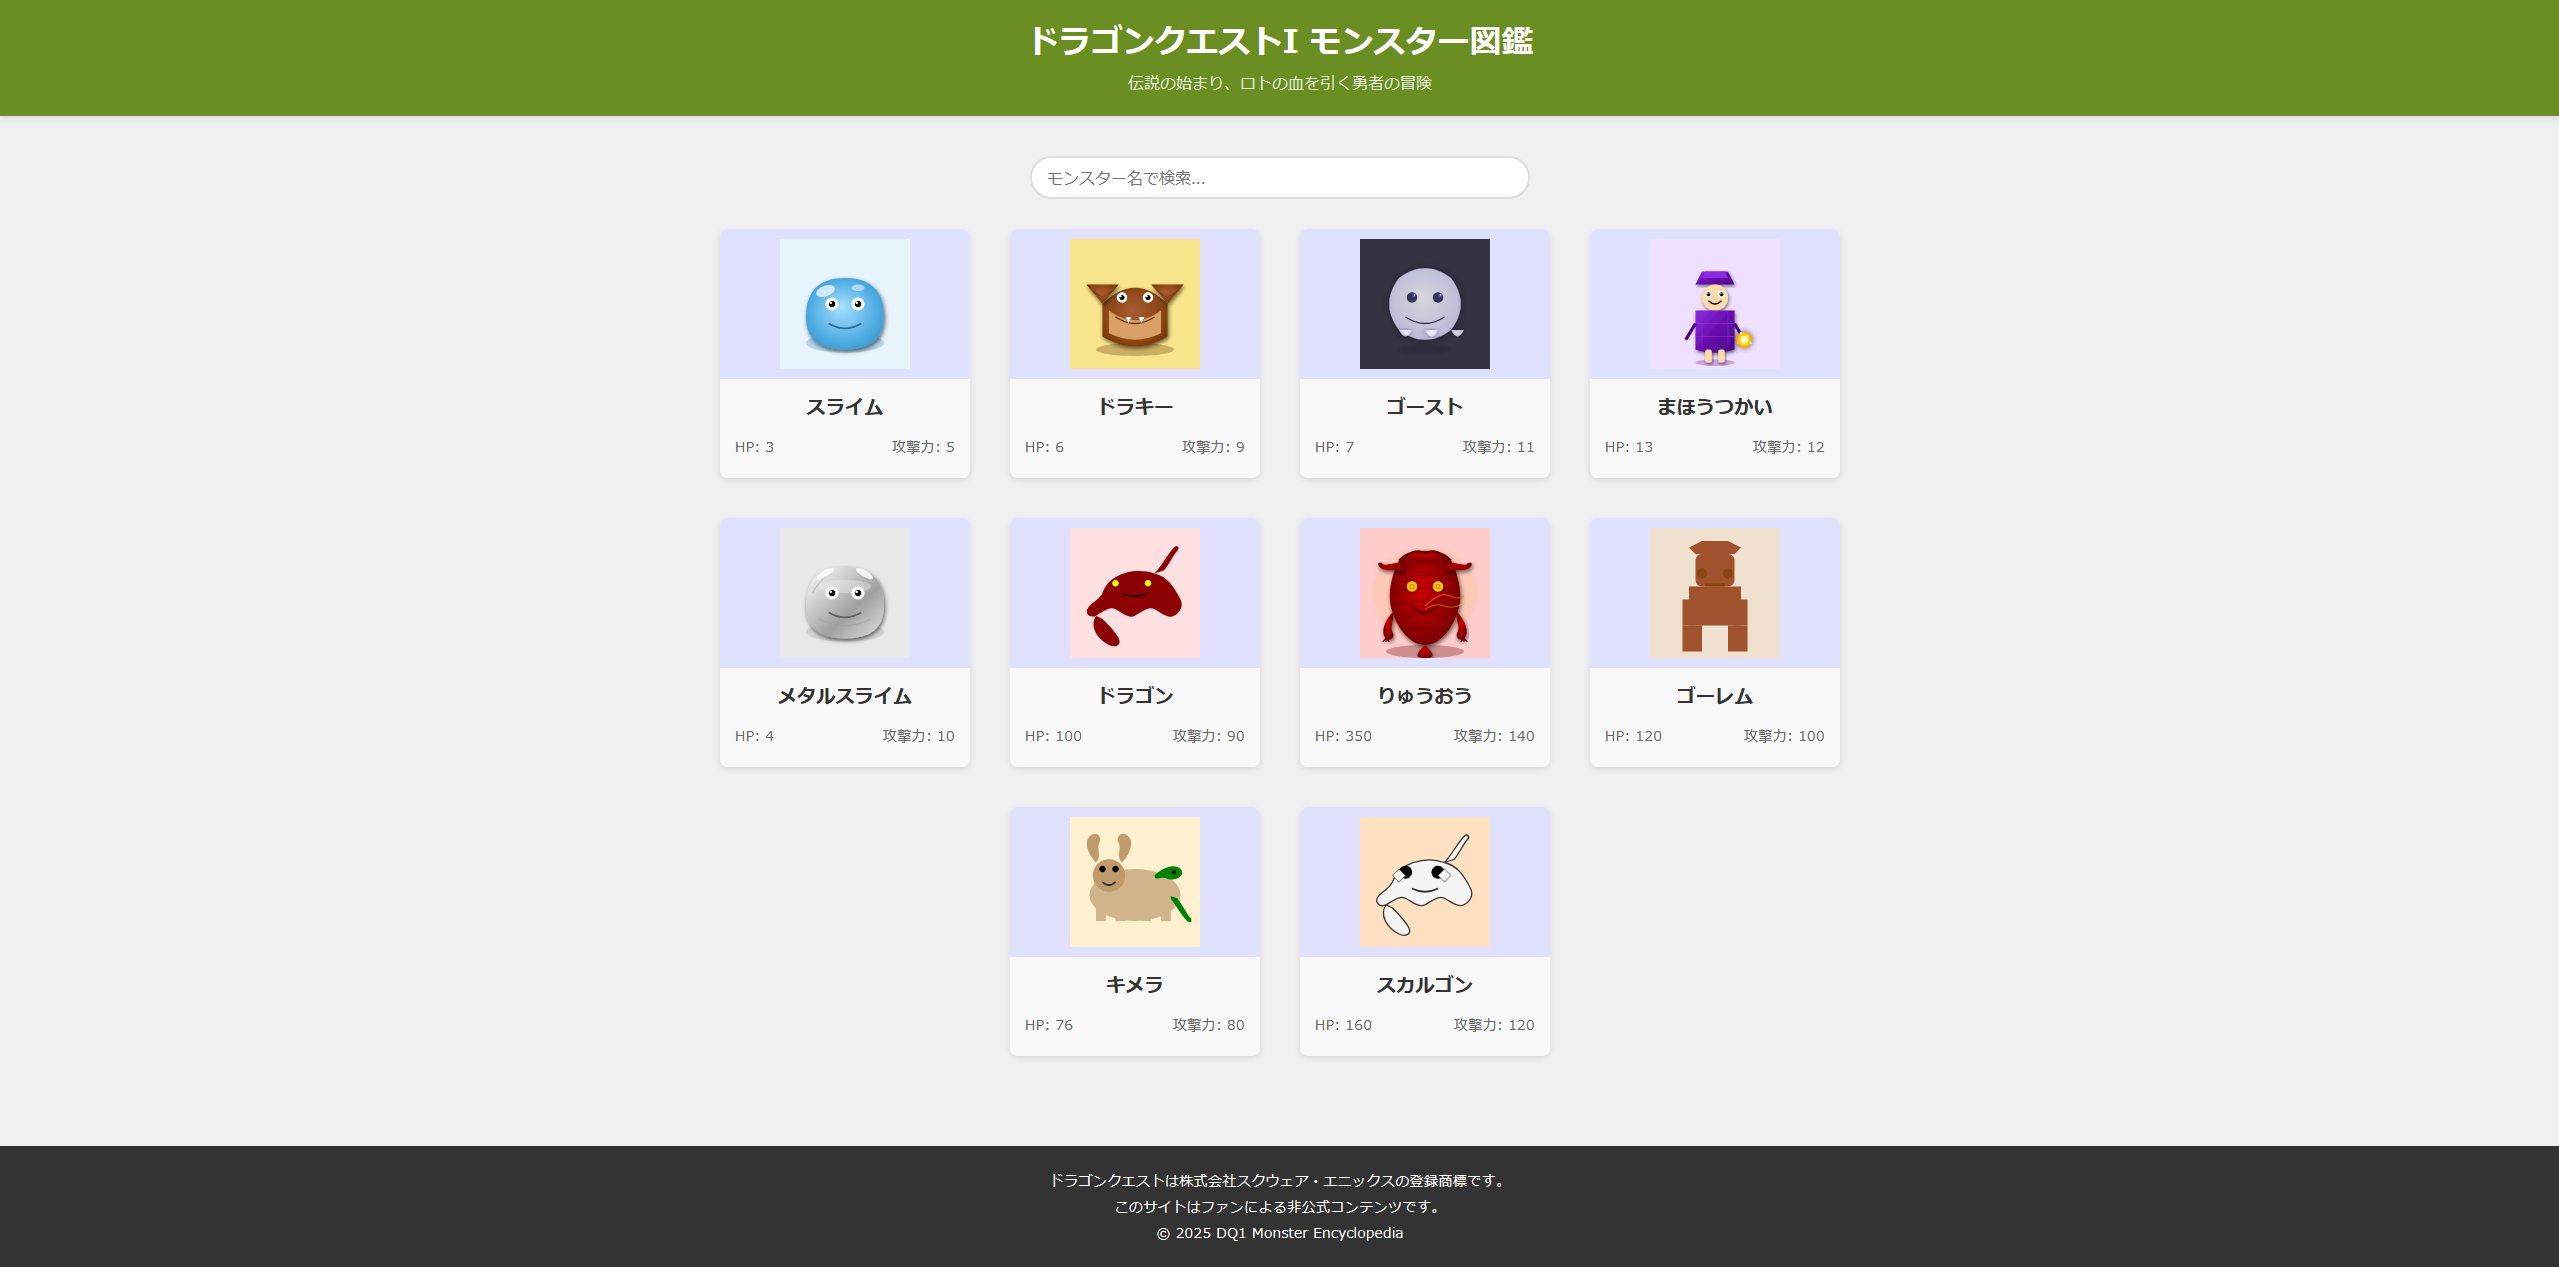 ドラゴンクエストI モンスター図鑑
伝説の始まり、ロトの血を引く勇者の冒険
モンスター名で検索...
スライム
HP: 3 攻撃力: 5
ドラキー
HP: 6 攻撃力: 9
ゴースト
HP: 7 攻撃力: 11
まほうつかい
HP: 13 攻撃力: 12
メタルスライム
HP: 4 攻撃力: 10
ドラゴン
HP: 100 攻撃力: 90
りゅうおう
HP: 350 攻撃力: 140
ゴーレム
HP: 120 攻撃力: 100
キメラ
HP: 76 攻撃力: 80
スカルゴン
HP: 160 攻撃力: 120
ドラゴンクエストは株式会社スクウェア・エニックスの登録商標です。
このサイトはファンによる非公式コンテンツです。
© 2025 DQ1 Monster Encyclopedia